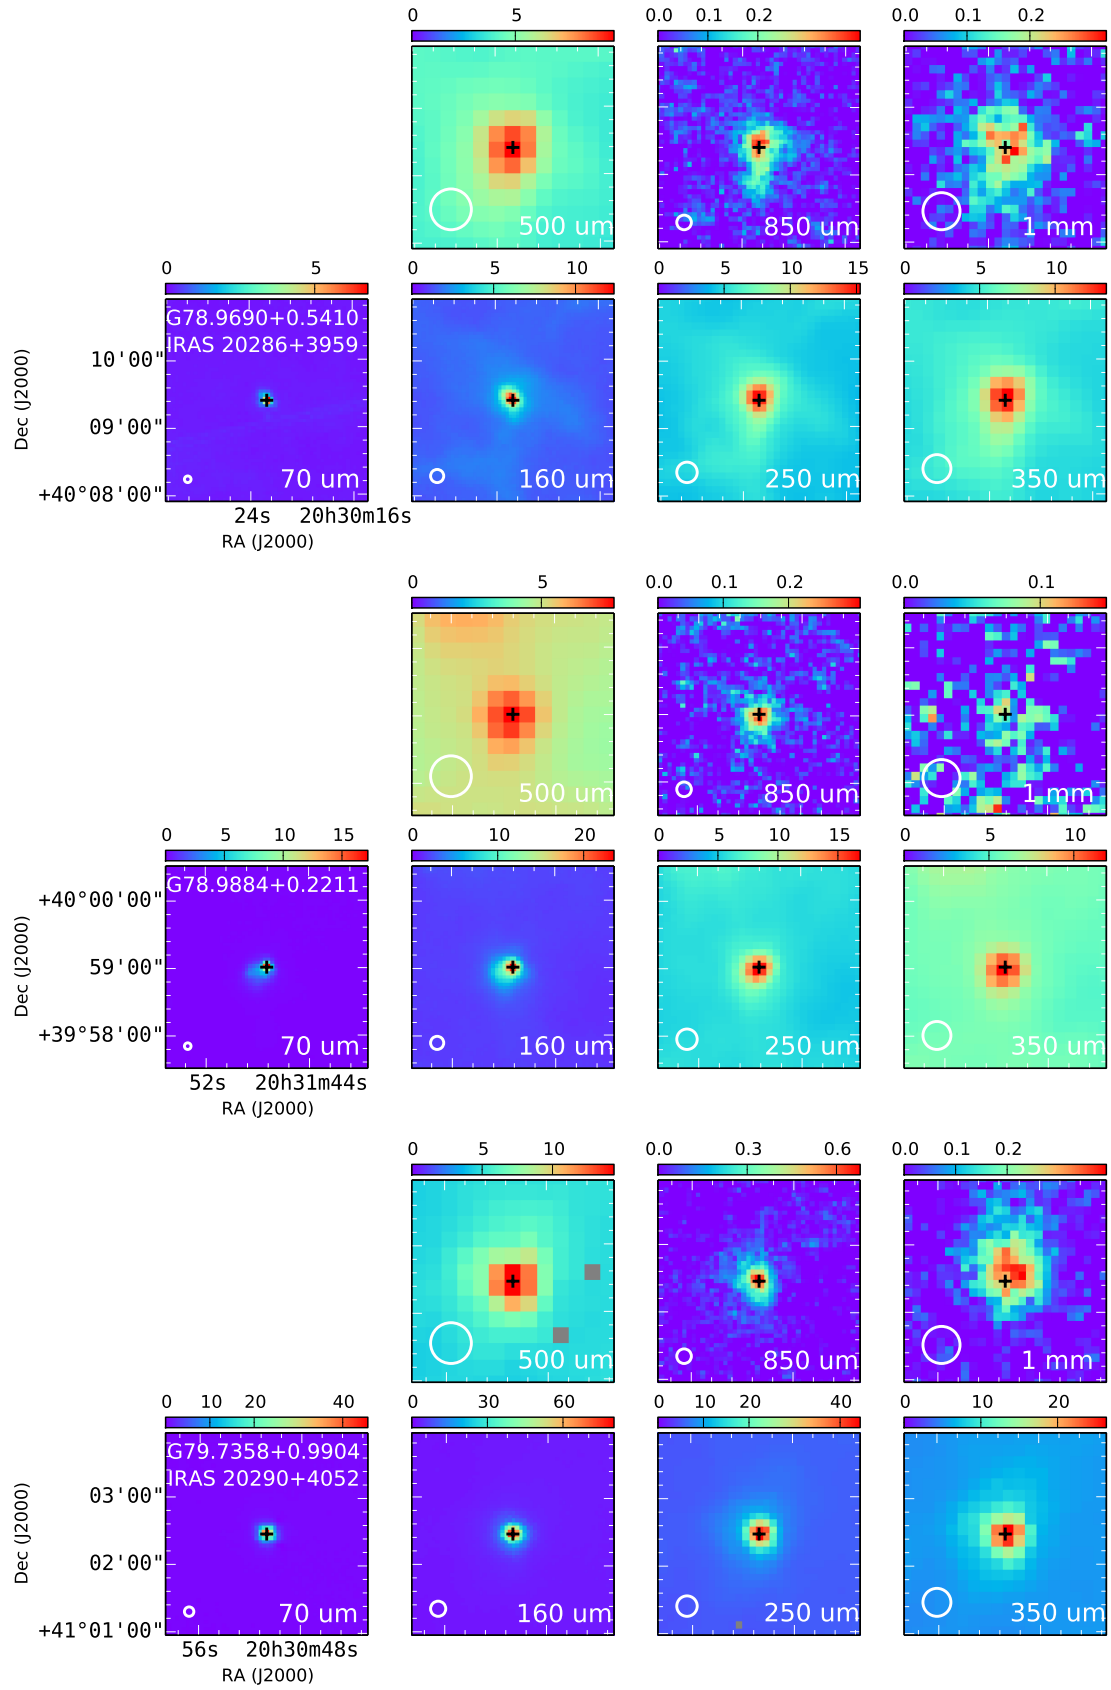 0 5
0.0 0.1 0.2
0.0 0.1 0.2
500 um
850 um
1 mm
0 5
0 5 10
0 5 10 15
0 5 10
G78.9690+0.5410
IRAS 20286+3959
Dec (J2000)
10'00"
09'00"
+40°08'00"
70 um
160 um
250 um
350 um
24s 20h30m16s
RA (J2000)
0 5
0.0 0.1 0.2
0.0 0.1
500 um
850 um
1 mm
0 5 10 15
0 10 20
0 5 10 15
0 5 10
G78.9884+0.2211
Dec (J2000)
+40°00'00"
59'00"
+39°58'00"
70 um
160 um
250 um
350 um
52s 20h31m44s
RA (J2000)
0 5 10
0.0 0.3 0.6
0.0 0.1 0.2
500 um
850 um
1 mm
0 10 20 40
0 30 60
0 10 20 40
0 10 20
G79.7358+0.9904
IRAS 20290+4052
Dec (J2000)
03'00"
02'00"
+41°01'00"
70 um
160 um
250 um
350 um
56s 20h30m48s
RA (J2000)